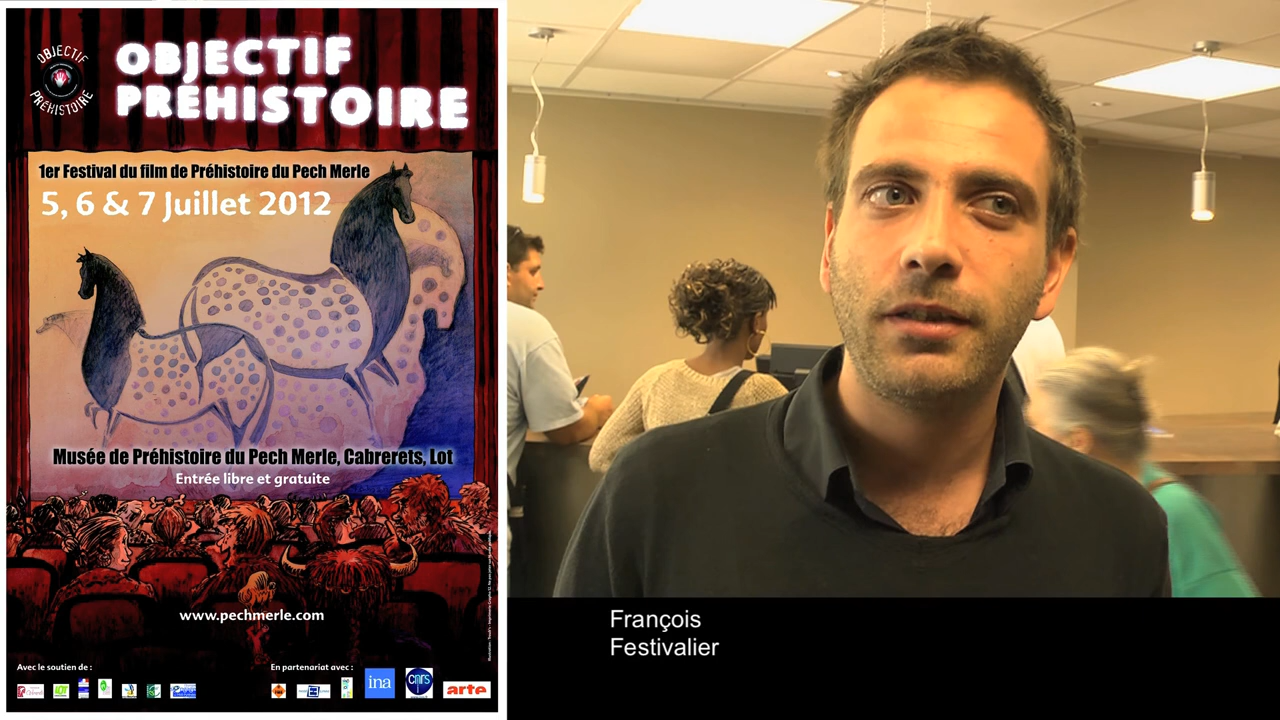 OBJECTIF
PRÉHISTOIRE
OBJECTIF
PRÉHISTOIRE
1er Festival du film de Préhistoire du Pech Merle
5, 6 & 7 Juillet 2012
Musée de Préhistoire du Pech Merle, Cabrerets, Lot
Entrée libre et gratuite
www.pechmerle.com
Avec le soutien de :
En partenariat avec :
LOT
ina
cnrs
arte
François
Festivalier